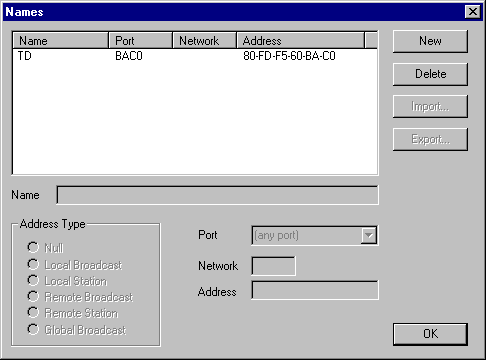 Names
Name Port Network Address
TD BAC0 80-FD-F5-60-BA-C0
New
Delete
Import...
Export...
Name
Address Type
Null
Local Broadcast
Local Station
Remote Broadcast
Remote Station
Global Broadcast
Port (any port)
Network
Address
OK